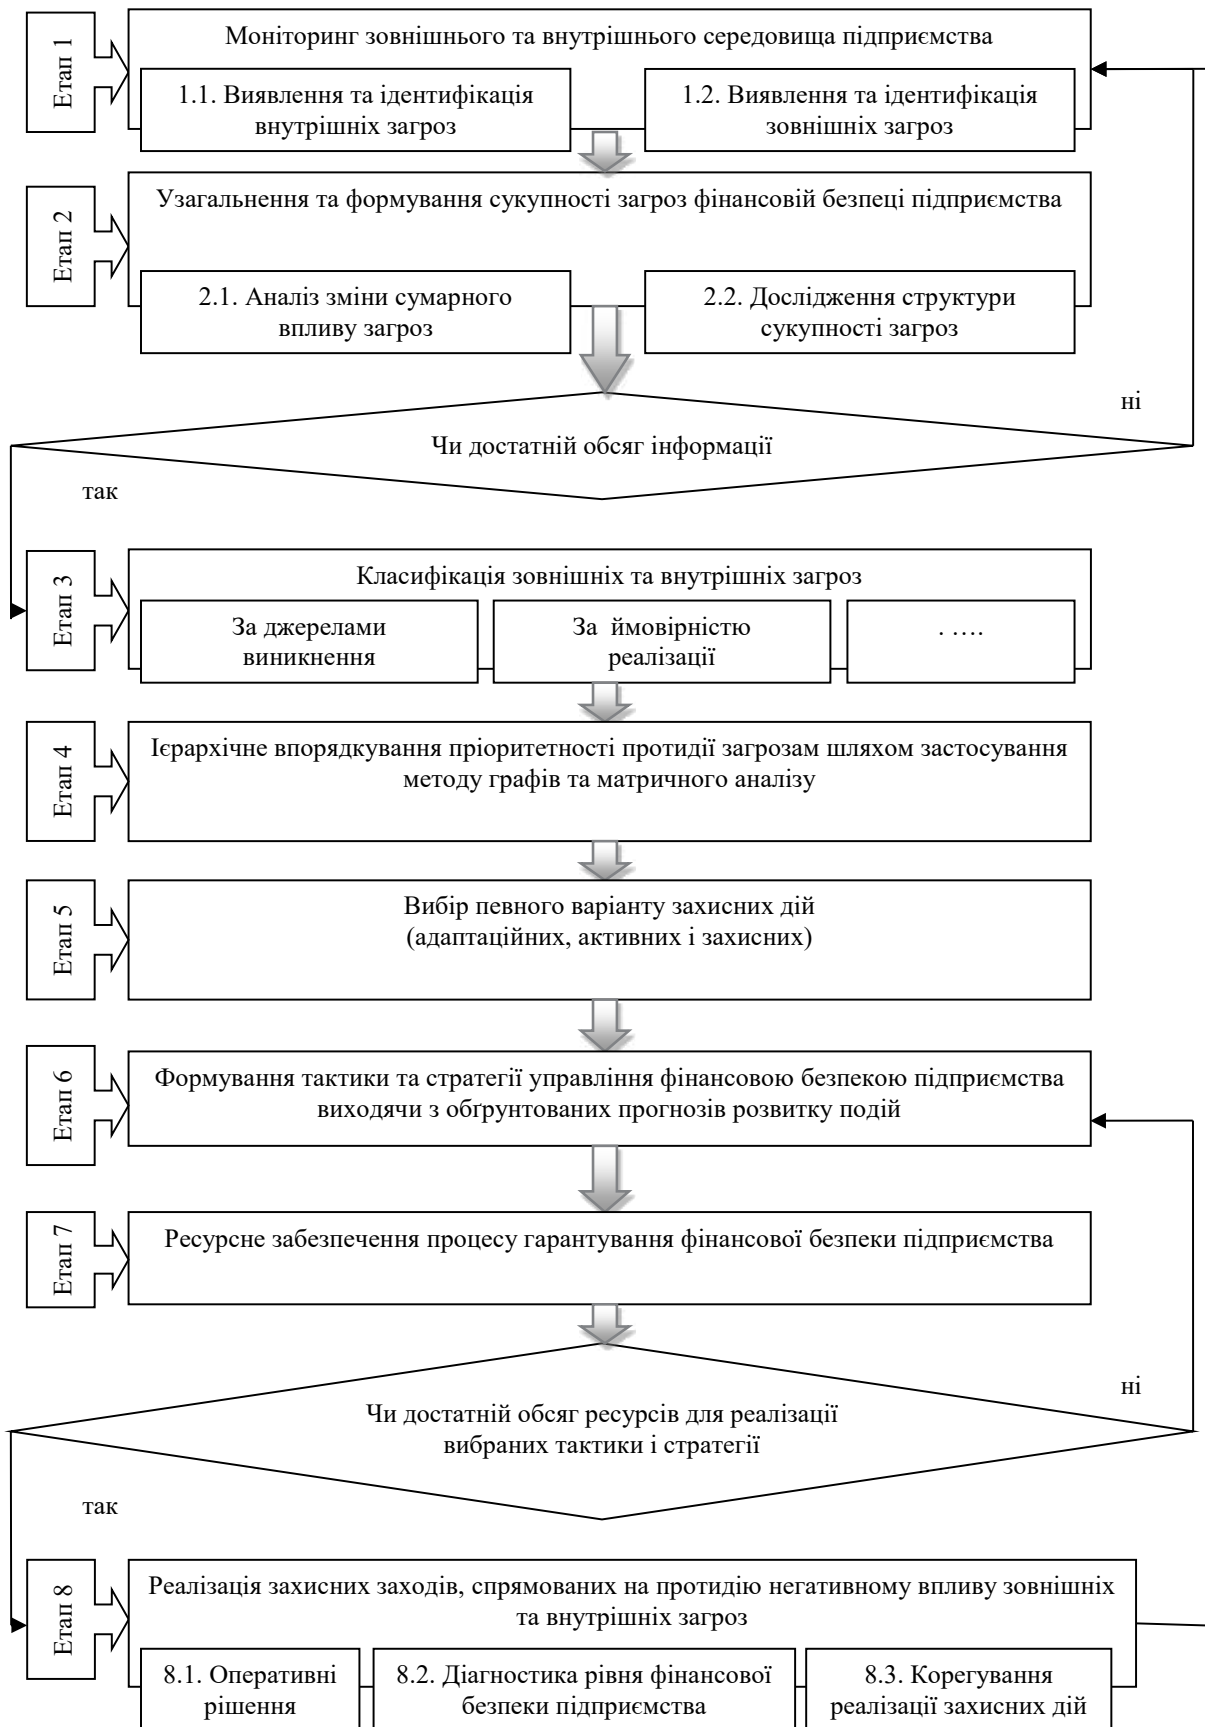 Етап 1
Моніторинг зовнішнього та внутрішнього середовища підприємства
1.1. Виявлення та ідентифікація
внутрішніх загроз
1.2. Виявлення та ідентифікація
зовнішніх загроз
Етап 2
Узагальнення та формування сукупності загроз фінансовій безпеці підприємства
2.1. Аналіз зміни сумарного
впливу загроз
2.2. Дослідження структури
сукупності загроз
ні
Чи достатній обсяг інформації
так
Етап 3
Класифікація зовнішніх та внутрішніх загроз
За джерелами
виникнення
За ймовірністю
реалізації
. ….
Етап 4
Ієрархічне впорядкування пріоритетності протидії загрозам шляхом застосування
методу графів та матричного аналізу
Етап 5
Вибір певного варіанту захисних дій
(адаптаційних, активних і захисних)
Етап 6
Формування тактики та стратегії управління фінансовою безпекою підприємства
виходячи з обґрунтованих прогнозів розвитку подій
Етап 7
Ресурсне забезпечення процесу гарантування фінансової безпеки підприємства
ні
Чи достатній обсяг ресурсів для реалізації
вибраних тактики і стратегії
так
Етап 8
Реалізація захисних заходів, спрямованих на протидію негативному впливу зовнішніх
та внутрішніх загроз
8.1. Оперативні
рішення
8.2. Діагностика рівня фінансової
безпеки підприємства
8.3. Корегування
реалізації захисних дій